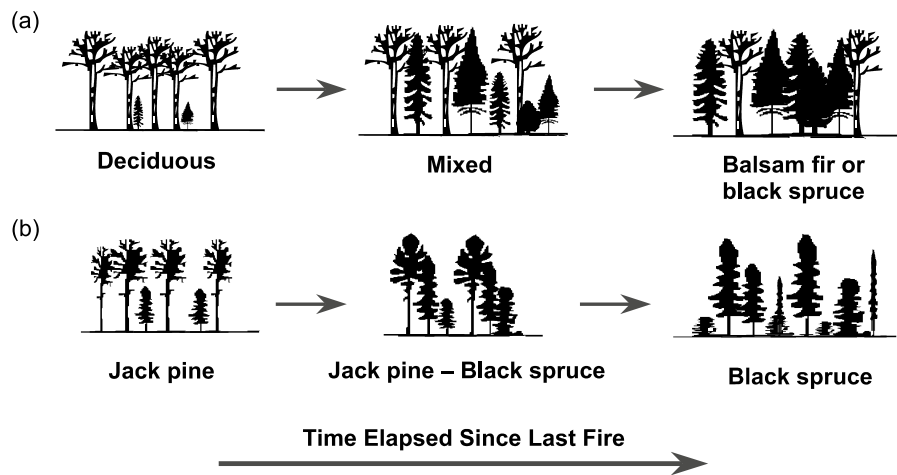 (a)
Deciduous
Mixed
Balsam fir or
black spruce
(b)
Jack pine
Jack pine – Black spruce
Black spruce
Time Elapsed Since Last Fire